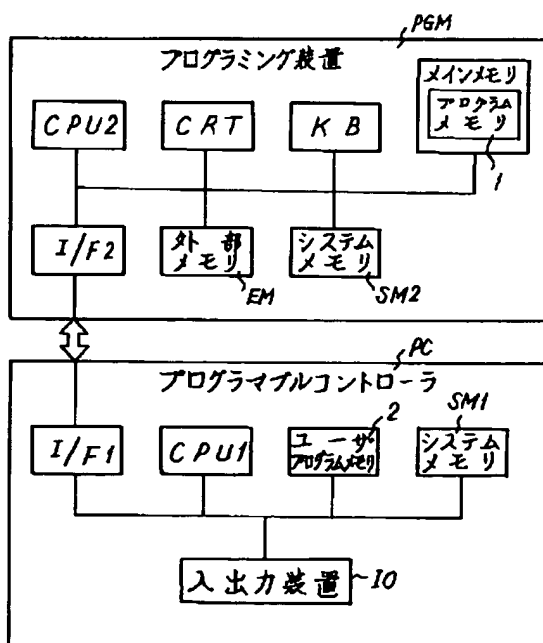 PGM
プログラミング装置
CPU2
CRT
KB
メインメモリ
プログラム
メモリ
1
I/F2
外部
メモリ
EM
システム
メモリ
SM2
PC
プログラマブルコントローラ
I/F1
CPU1
2
ユーザ
プログラムメモリ
SM1
システム
メモリ
入出力装置
IO